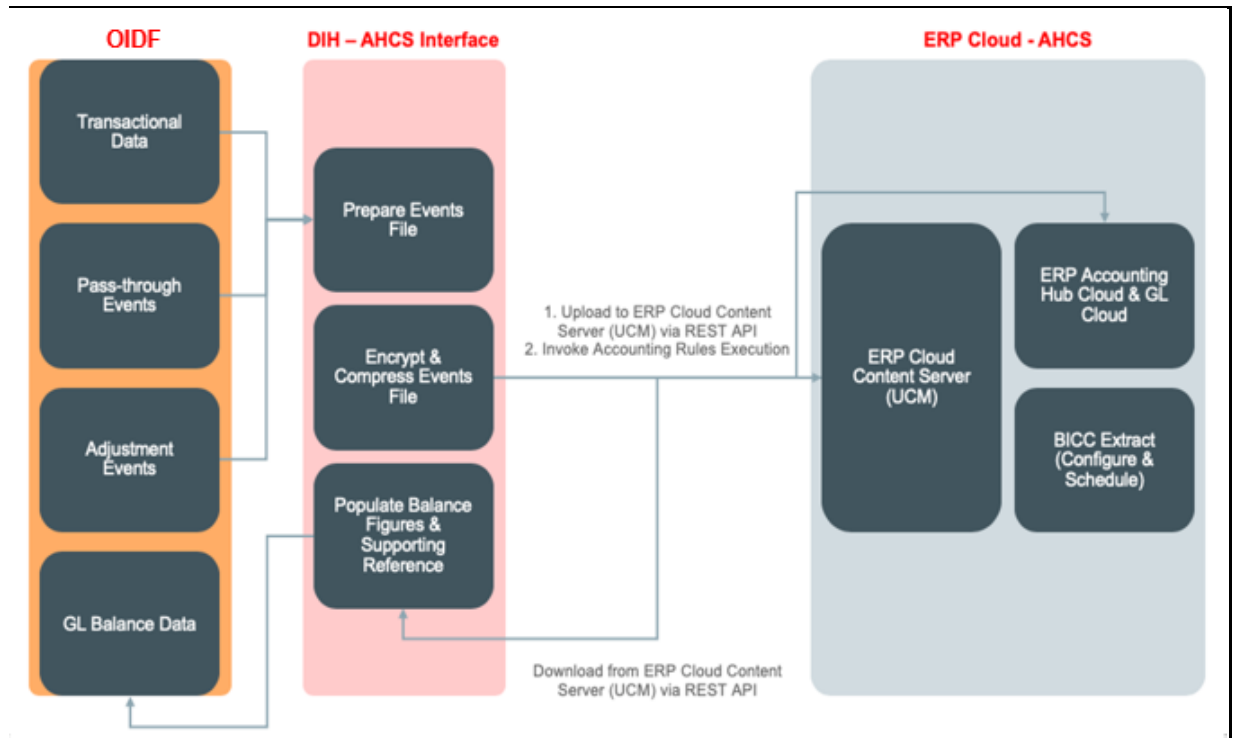 OIDF
Transactional
Data
Pass-through
Events
Adjustment
Events
GL Balance Data
DIH – AHCS Interface
Prepare Events
File
Encrypt &
Compress Events
File
Populate Balance
Figures &
Supporting
Reference
1. Upload to ERP Cloud Content
Server (UCM) via REST API
2. Invoke Accounting Rules Execution
Download from ERP Cloud Content
Server (UCM) via REST API
ERP Cloud - AHCS
ERP Cloud
Content Server
(UCM)
ERP Accounting
Hub Cloud & GL
Cloud
BICC Extract
(Configure &
Schedule)